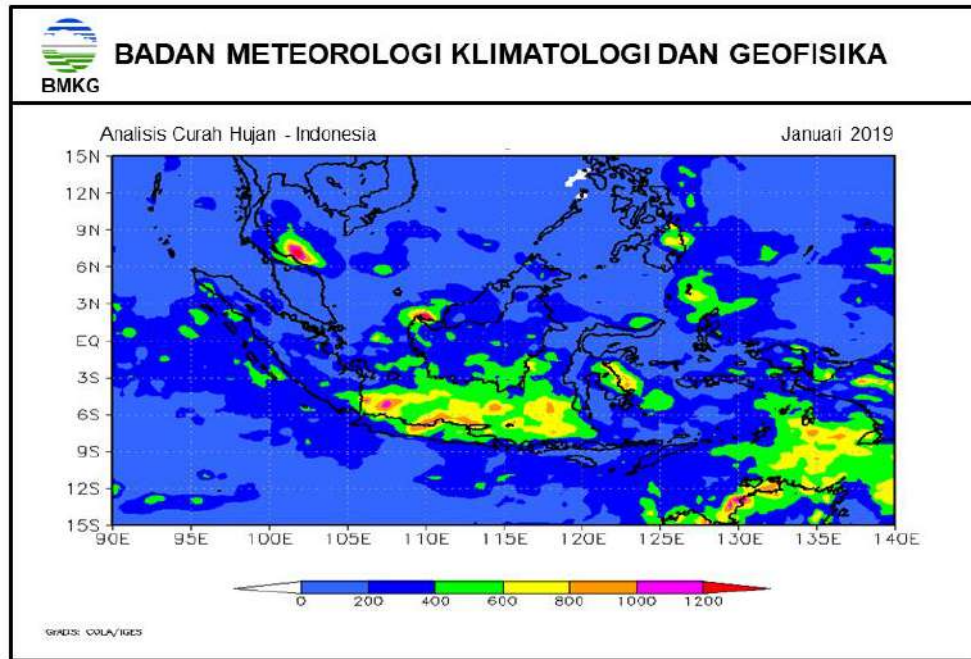 BADAN METEOROLOGI KLIMATOLOGI DAN GEOFISIKA
BMKG
Analisis Curah Hujan - Indonesia Januari 2019
15N
12N
9N
6N
3N
EQ
3S
6S
9S
12S
15S
90E 95E 100E 105E 110E 115E 120E 125E 130E 135E 140E
0 200 400 600 800 1000 1200
GrADS: COLA/IGES